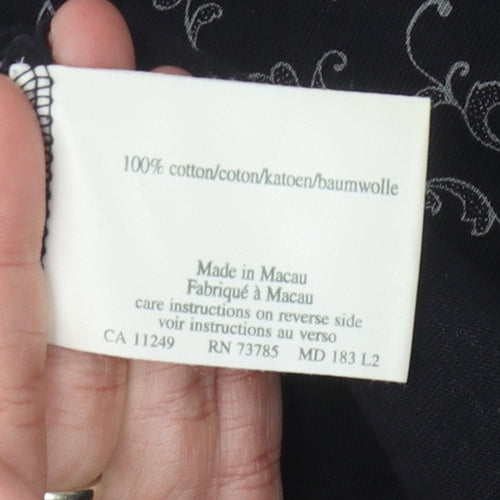 100% cotton/coton/katoen/baumwolle
Made in Macau
Fabriqué à Macau
care instructions on reverse side
voir instructions au verso
CA 11249 RN 73785 MD 183 L2